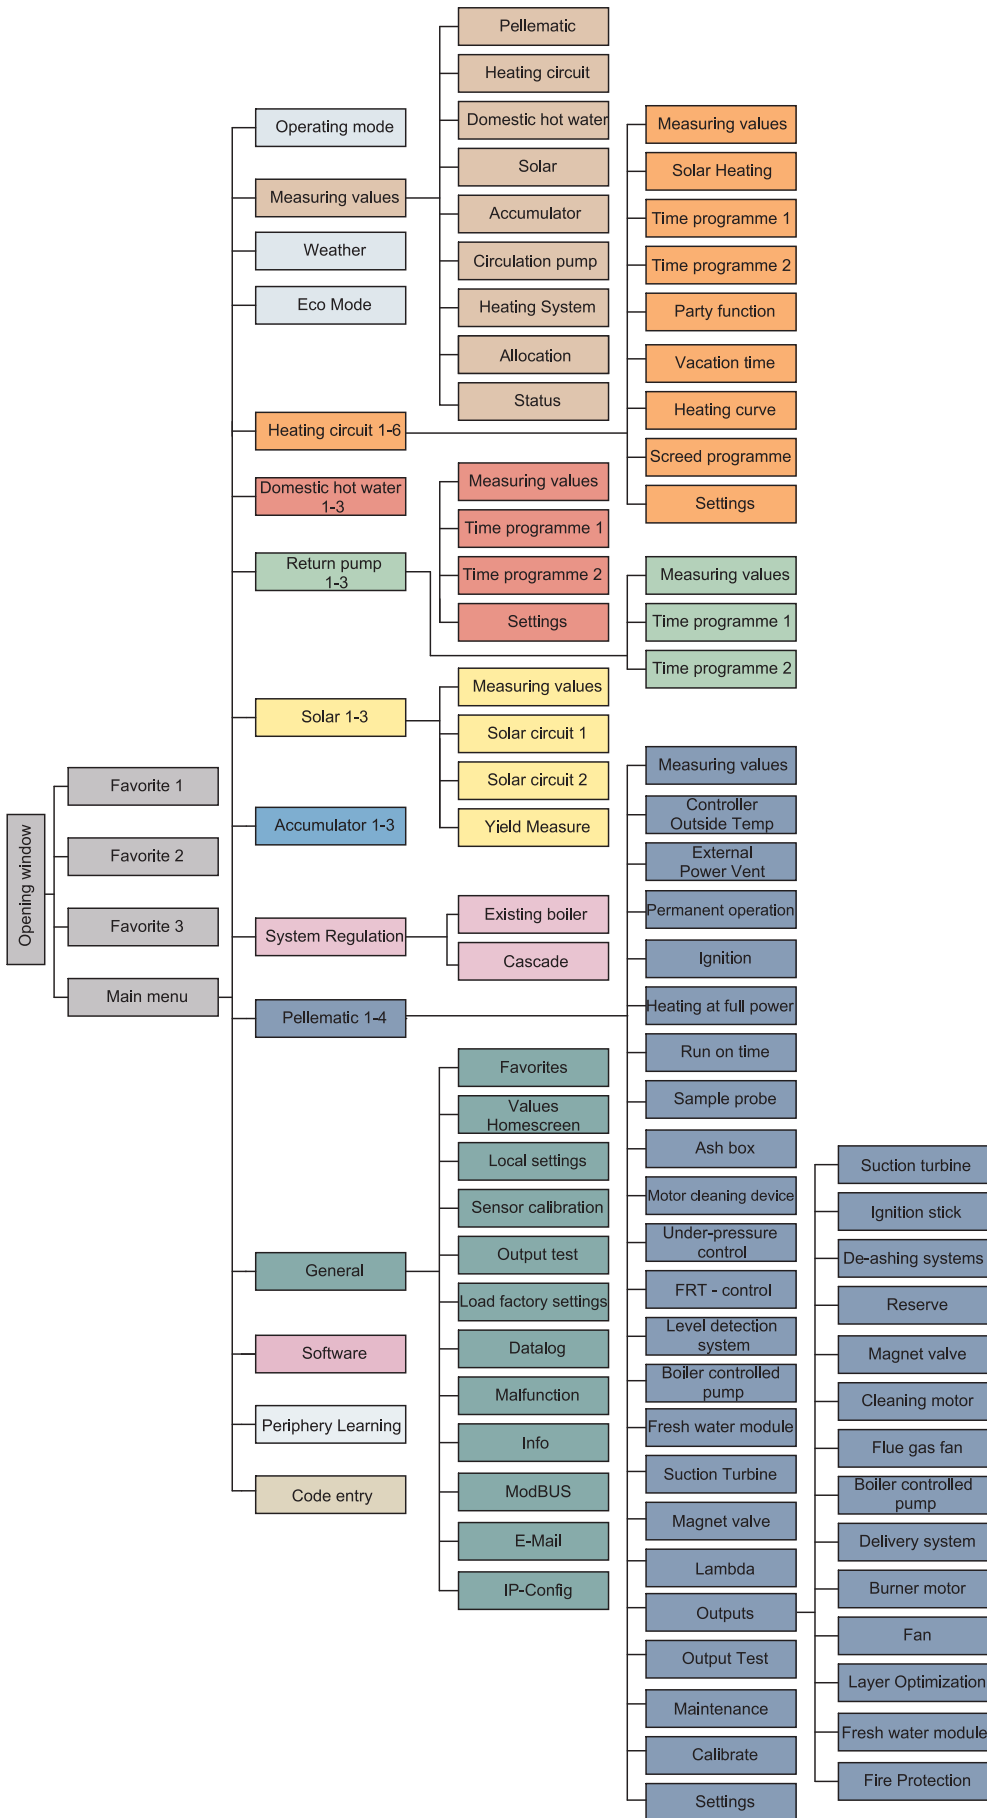 Opening window
Favorite 1
Favorite 2
Favorite 3
Main menu
Operating mode
Measuring values
Weather
Eco Mode
Heating circuit 1-6
Domestic hot water
1-3
Return pump
1-3
Solar 1-3
Accumulator 1-3
System Regulation
Pellematic 1-4
General
Software
Periphery Learning
Code entry
Pellematic
Heating circuit
Domestic hot water
Solar
Accumulator
Circulation pump
Heating System
Allocation
Status
Measuring values
Time programme 1
Time programme 2
Settings
Measuring values
Solar circuit 1
Solar circuit 2
Yield Measure
Existing boiler
Cascade
Favorites
Values
Homescreen
Local settings
Sensor calibration
Output test
Load factory settings
Datalog
Malfunction
Info
ModBUS
E-Mail
IP-Config
Measuring values
Solar Heating
Time programme 1
Time programme 2
Party function
Vacation time
Heating curve
Screed programme
Settings
Measuring values
Time programme 1
Time programme 2
Measuring values
Controller
Outside Temp
External
Power Vent
Permanent operation
Ignition
Heating at full power
Run on time
Sample probe
Ash box
Motor cleaning device
Under-pressure
control
FRT - control
Level detection
system
Boiler controlled
pump
Fresh water module
Suction Turbine
Magnet valve
Lambda
Outputs
Output Test
Maintenance
Calibrate
Settings
Suction turbine
Ignition stick
De-ashing systems
Reserve
Magnet valve
Cleaning motor
Flue gas fan
Boiler controlled
pump
Delivery system
Burner motor
Fan
Layer Optimization
Fresh water module
Fire Protection